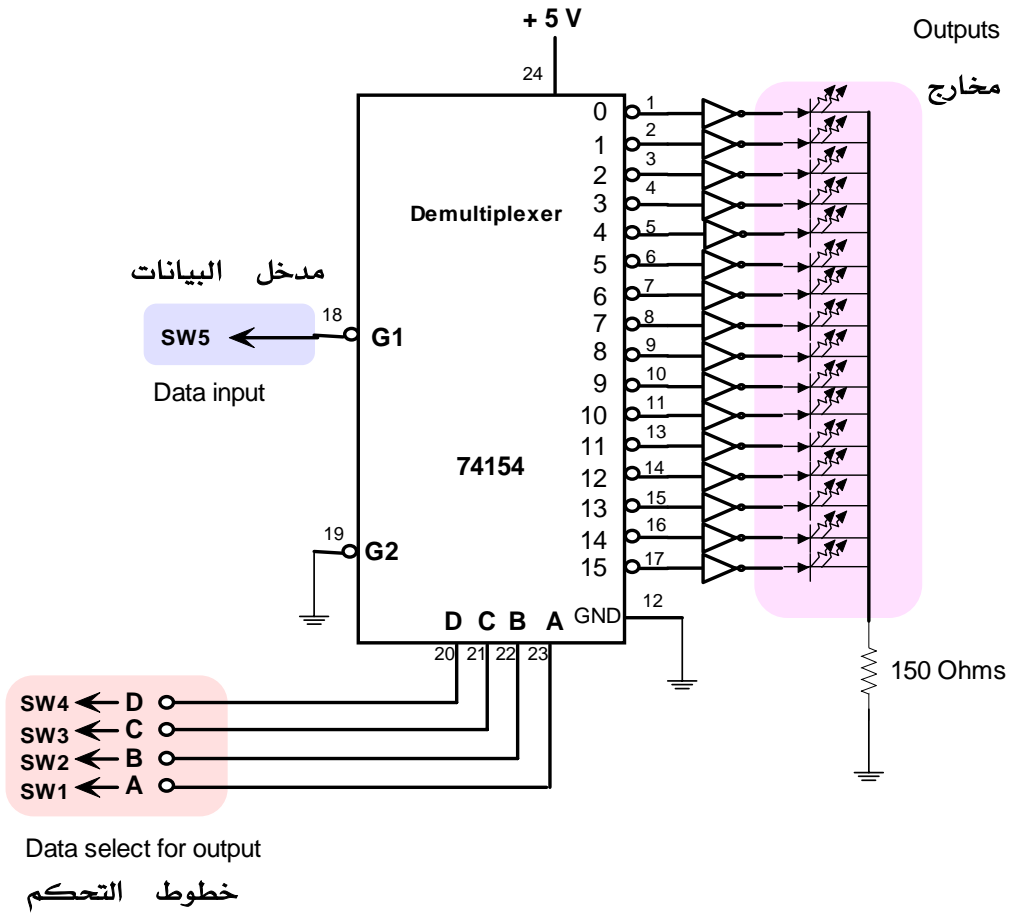 + 5 V
Outputs
مخارج
24
Demultiplexer
74154
0 1
1 2
2 3
3 4
4 5
5 6
6 7
7 8
8 9
9 10
10 11
11 13
12 14
13 15
14 16
15 17
مدخل البيانات
SW5
18
G1
Data input
19
G2
GND 12
D C B A
20 21 22 23
150 Ohms
SW4 D
SW3 C
SW2 B
SW1 A
Data select for output
خطوط التحكم